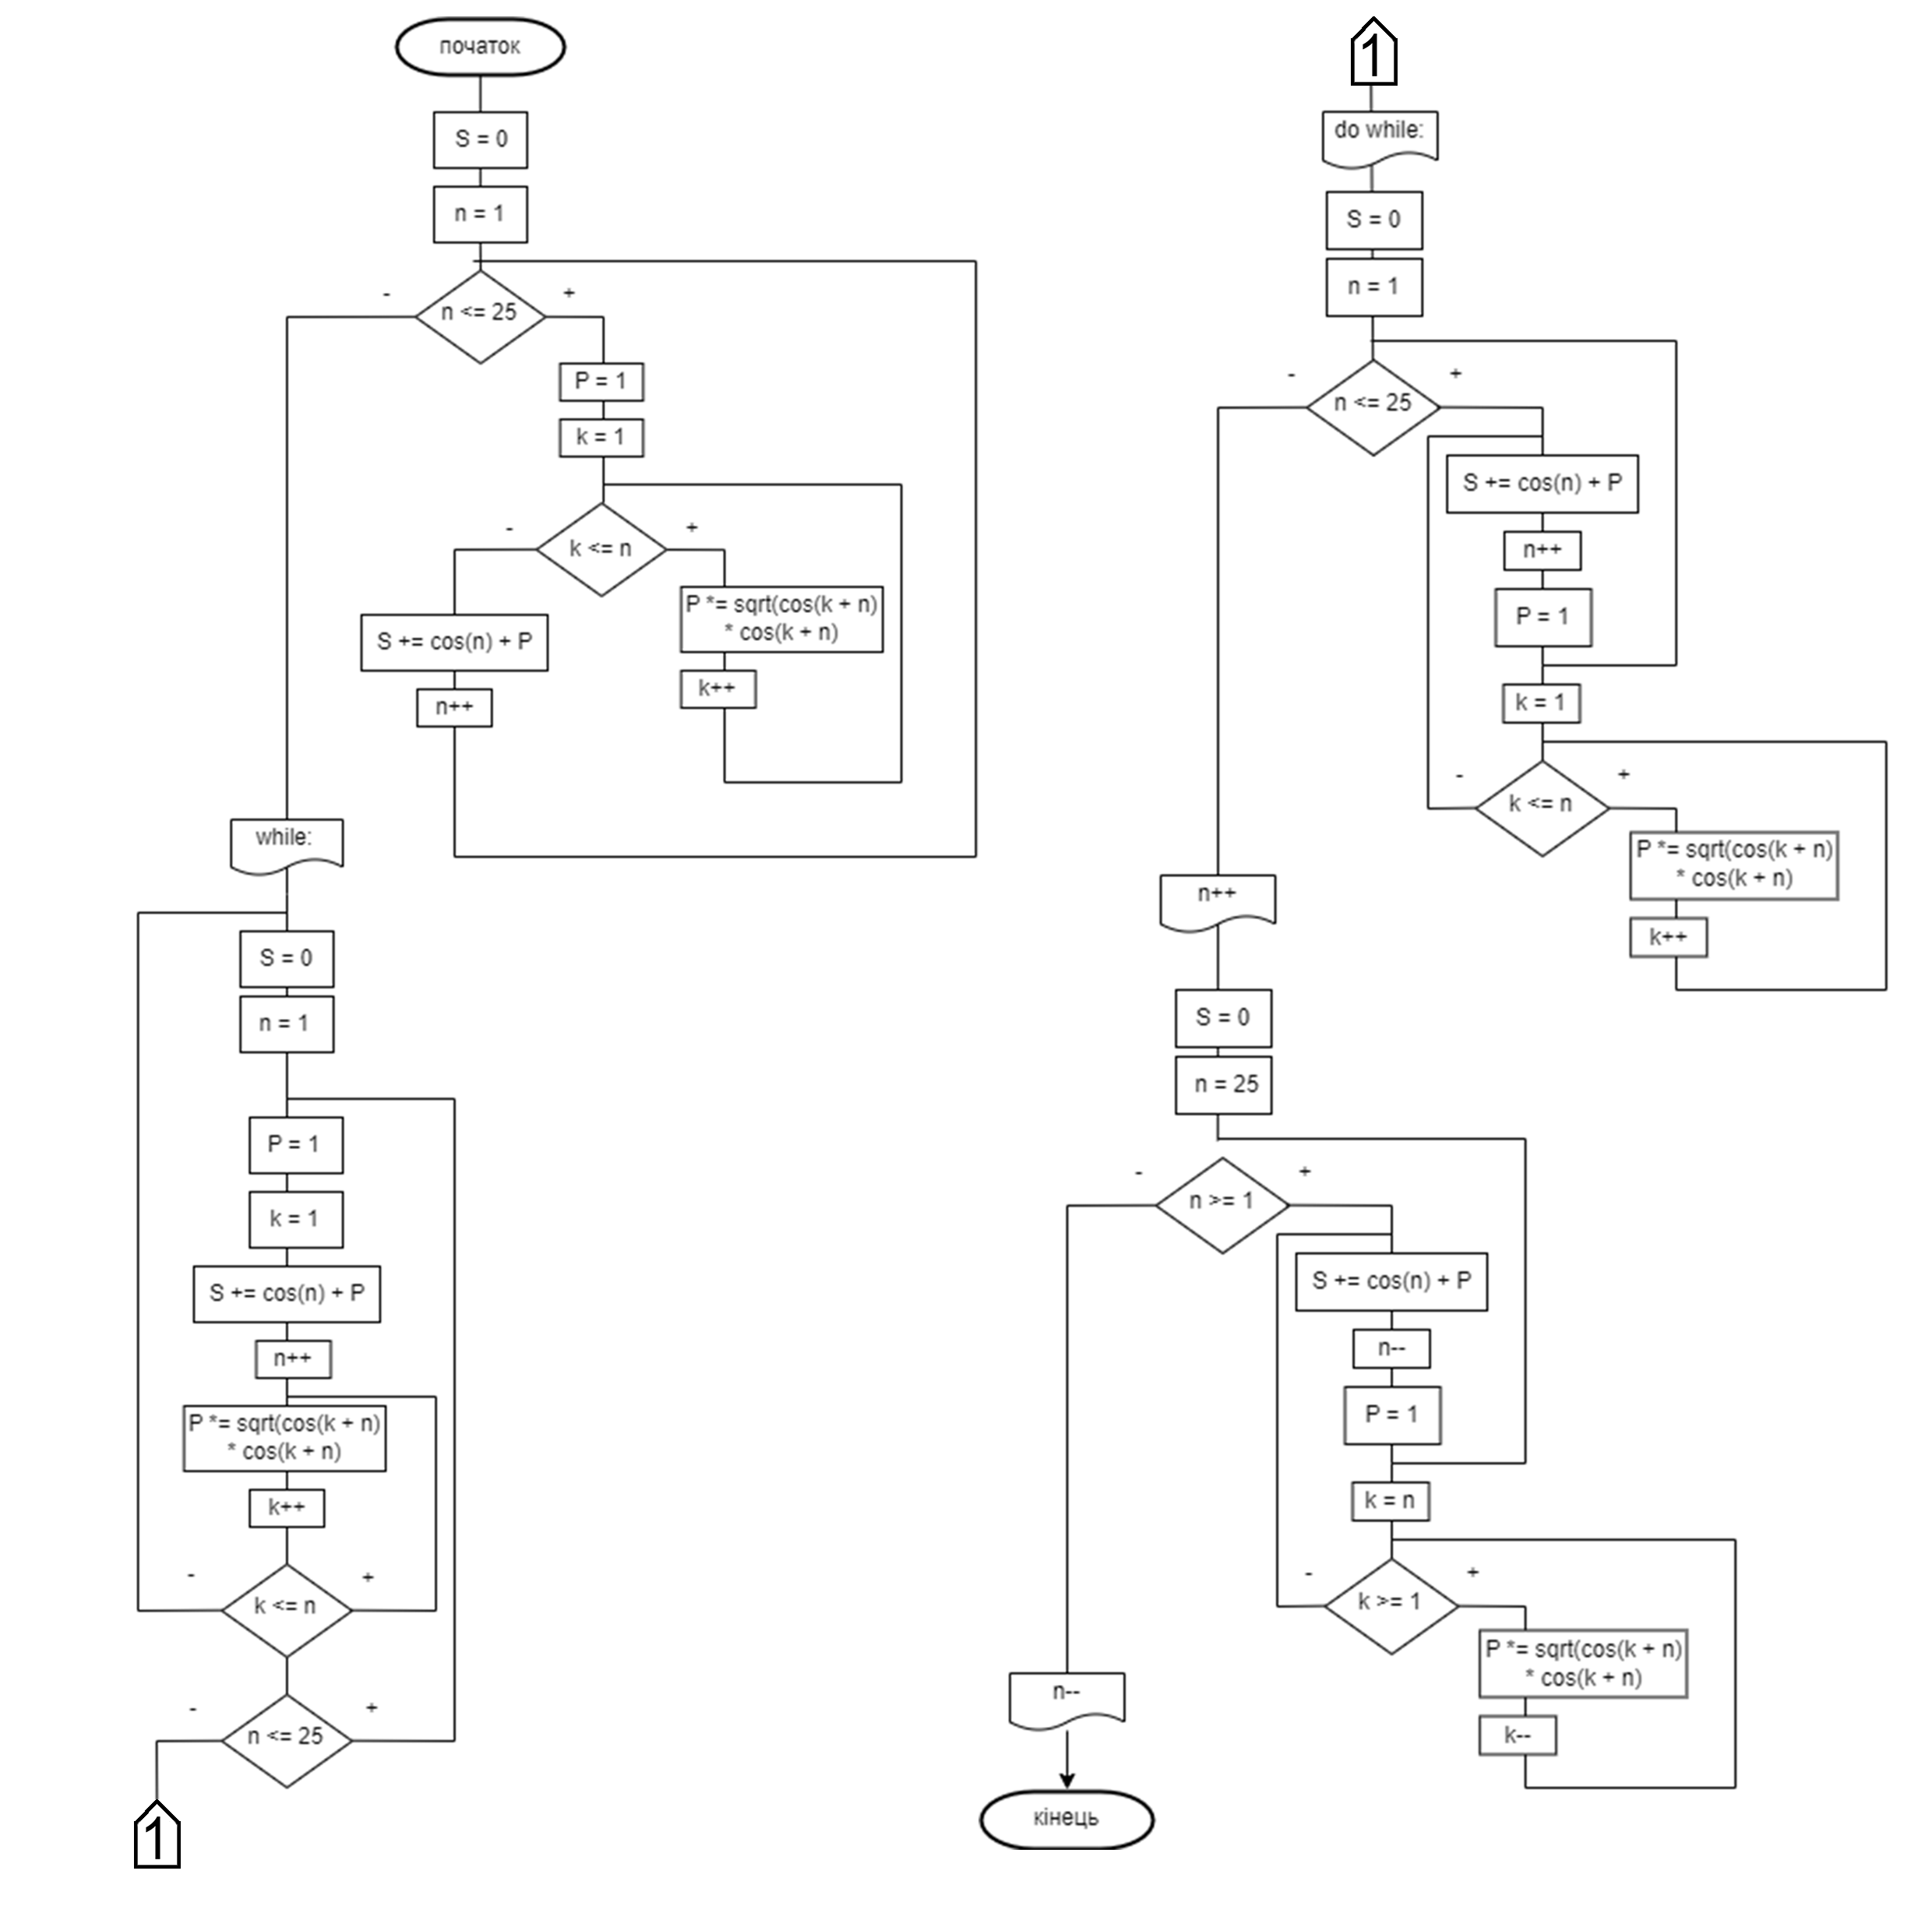 початок
S = 0
n = 1
-
+
n <= 25
P = 1
k = 1
-
+
k <= n
P *= sqrt(cos(k + n)
* cos(k + n)
S += cos(n) + P
k++
n++
while:
S = 0
n = 1
P = 1
k = 1
S += cos(n) + P
n++
P *= sqrt(cos(k + n)
* cos(k + n)
k++
-
+
k <= n
-
+
n <= 25
1
1
do while:
S = 0
n = 1
-
+
n <= 25
S += cos(n) + P
n++
P = 1
k = 1
-
+
k <= n
P *= sqrt(cos(k + n)
* cos(k + n)
k++
n++
S = 0
n = 25
-
+
n >= 1
S += cos(n) + P
n--
P = 1
k = n
-
+
k >= 1
P *= sqrt(cos(k + n)
* cos(k + n)
k--
n--
кінець